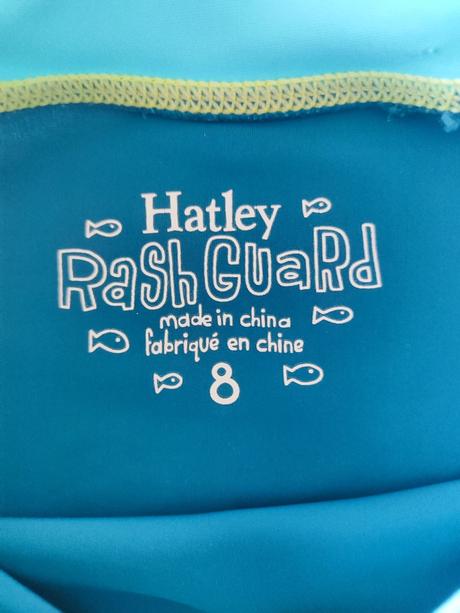 Hatley
RashGuaRd
made in china
fabriqué en chine
8